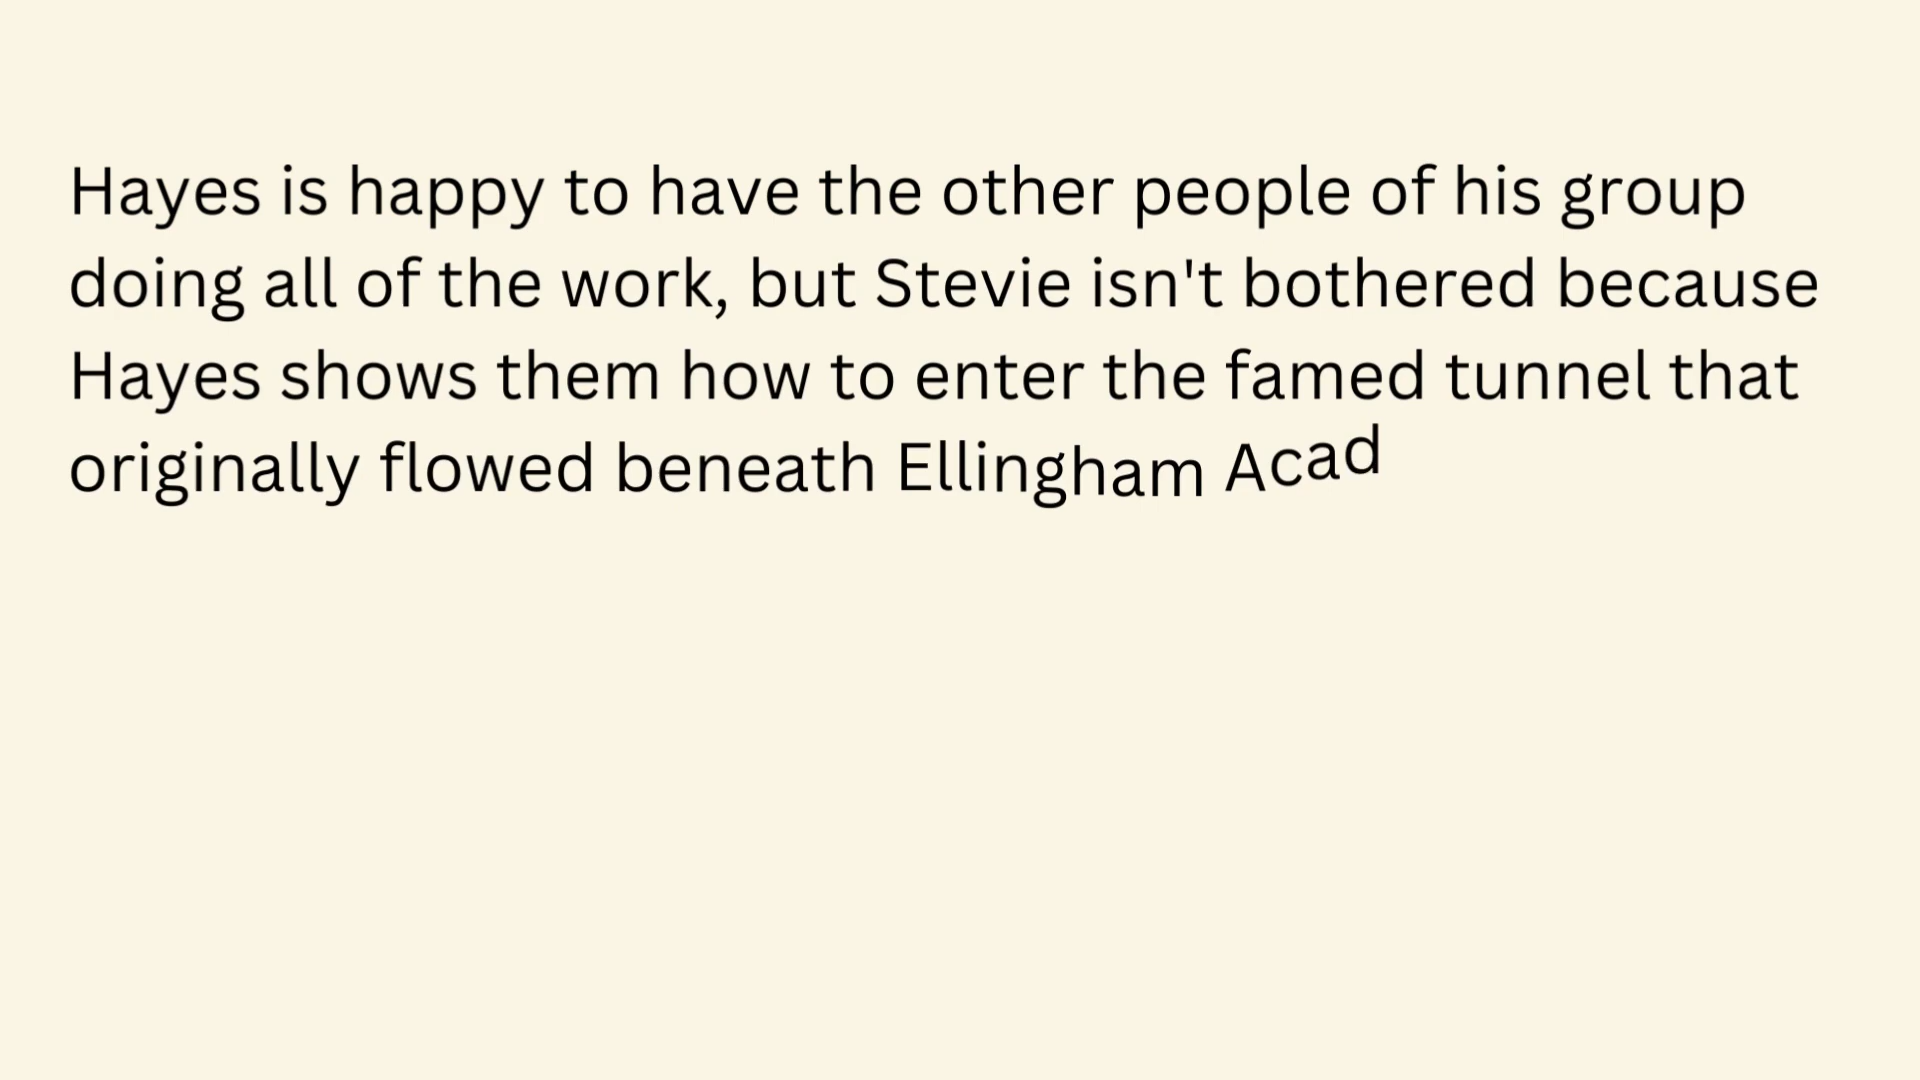 Hayes is happy to have the other people of his group
doing all of the work, but Stevie isn't bothered because
Hayes shows them how to enter the famed tunnel that
originally flowed beneath Ellingham Acad